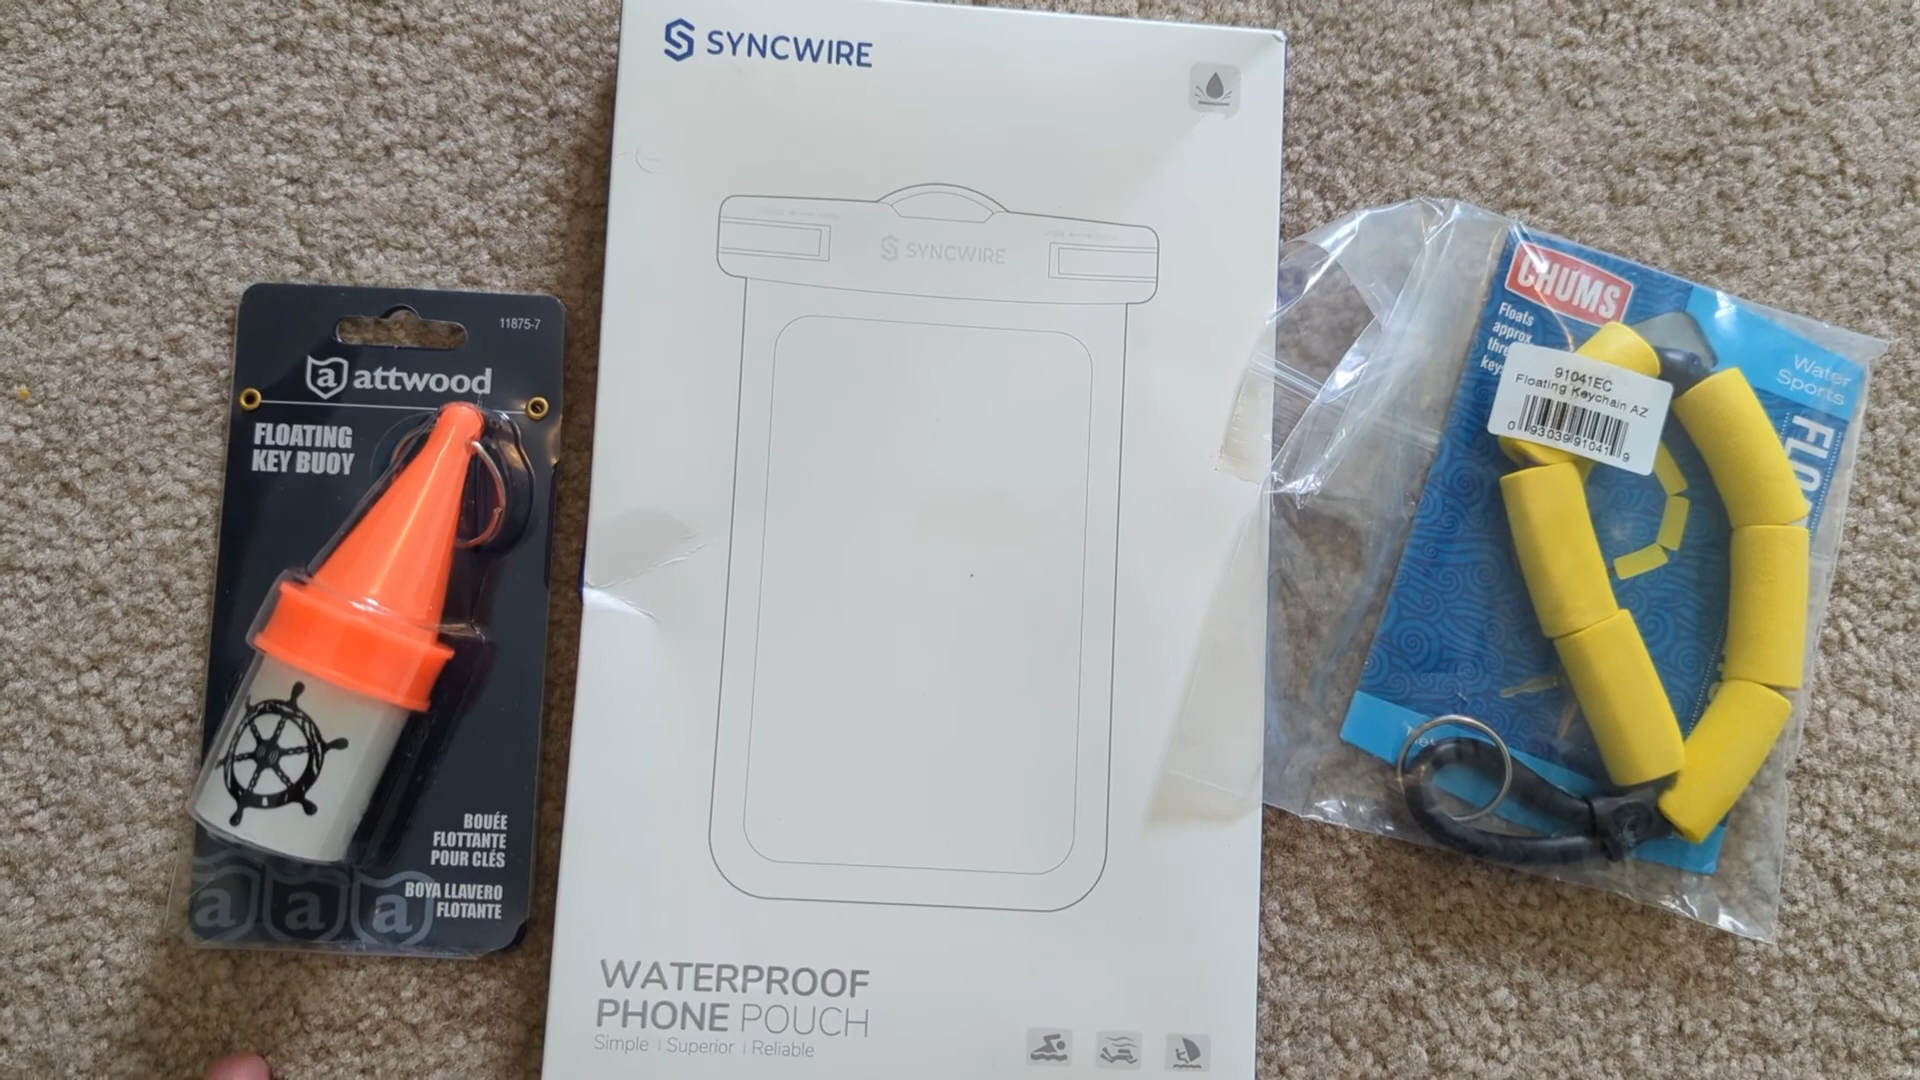 11875-7
attwood
FLOATING
KEY BUOY
BOUÉE
FLOTTANTE
POUR CLÉS
BOYA LLAVERO
FLOTANTE
a a a
SYNCWIRE
SYNCWIRE
WATERPROOF
PHONE POUCH
Simple | Superior | Reliable
CHUMS
Floats
approx
Water
Sports
91041EC
Floating Keychain AZ
0 93039 91041 9